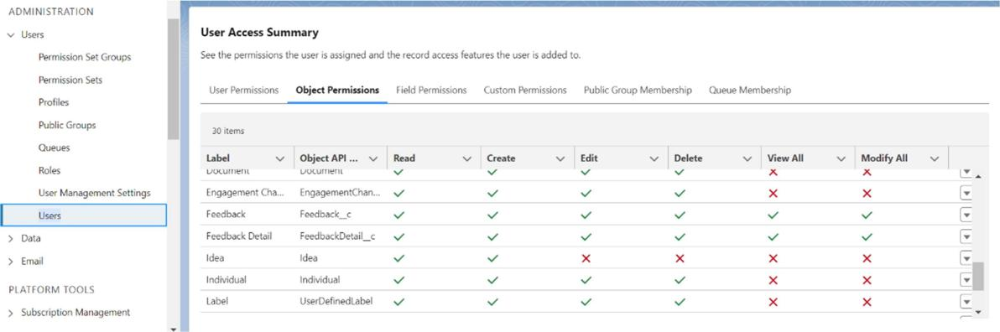 ADMINISTRATION
Users
Permission Set Groups
Permission Sets
Profiles
Public Groups
Queues
Roles
User Management Settings
Users
Data
Email
PLATFORM TOOLS
Subscription Management
User Access Summary
See the permissions the user is assigned and the record access features the user is added to.
User Permissions Object Permissions Field Permissions Custom Permissions Public Group Membership Queue Membership
30 items
Label Object API ... Read Create Edit Delete View All Modify All
Document Document
Engagement Cha... EngagementChan...
Feedback Feedback__c
Feedback Detail FeedbackDetail__c
Idea Idea
Individual Individual
Label UserDefinedLabel